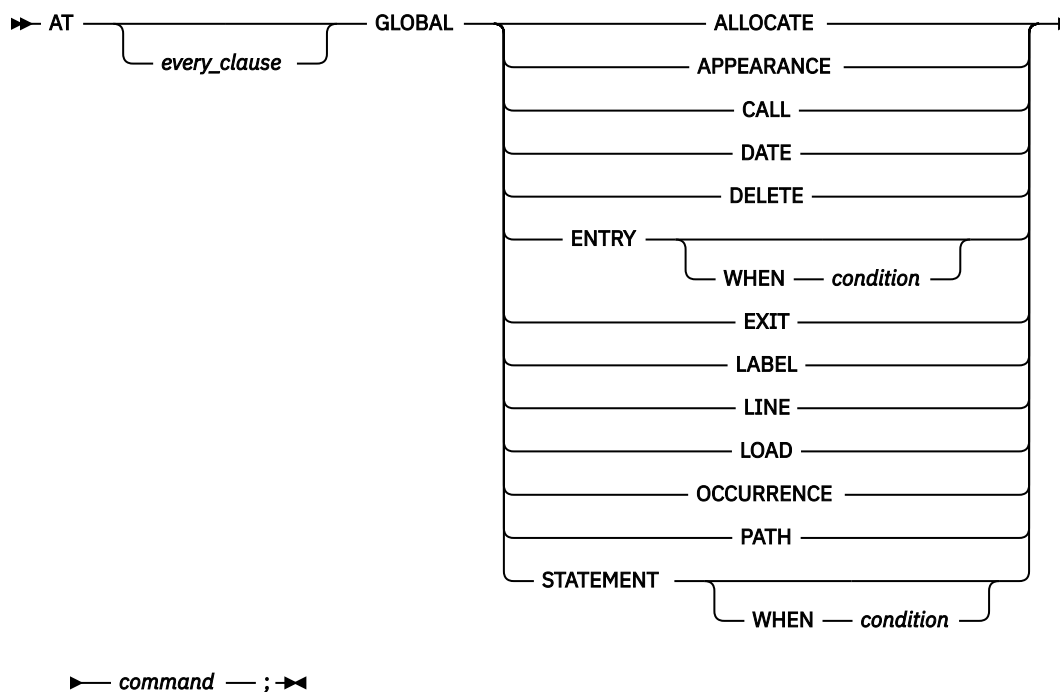 AT GLOBAL ALLOCATE
every_clause APPEARANCE
CALL
DATE
DELETE
ENTRY
WHEN condition
EXIT
LABEL
LINE
LOAD
OCCURRENCE
PATH
STATEMENT
WHEN condition
command ;